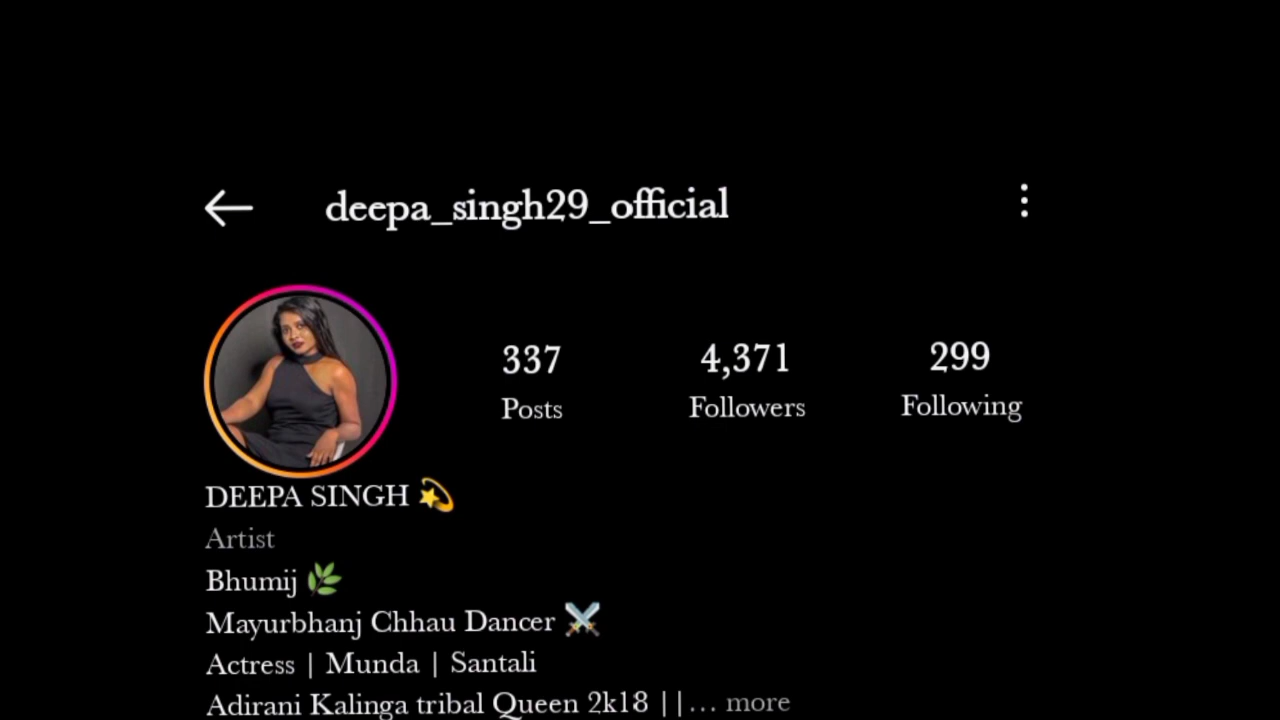 deepa_singh29_official
337 4,371 299
Posts Followers Following
DEEPA SINGH 💫
Artist
Bhumij 🌿
Mayurbhanj Chhau Dancer ⚔️
Actress | Munda | Santali
Adirani Kalinga tribal Queen 2k18 ||... more